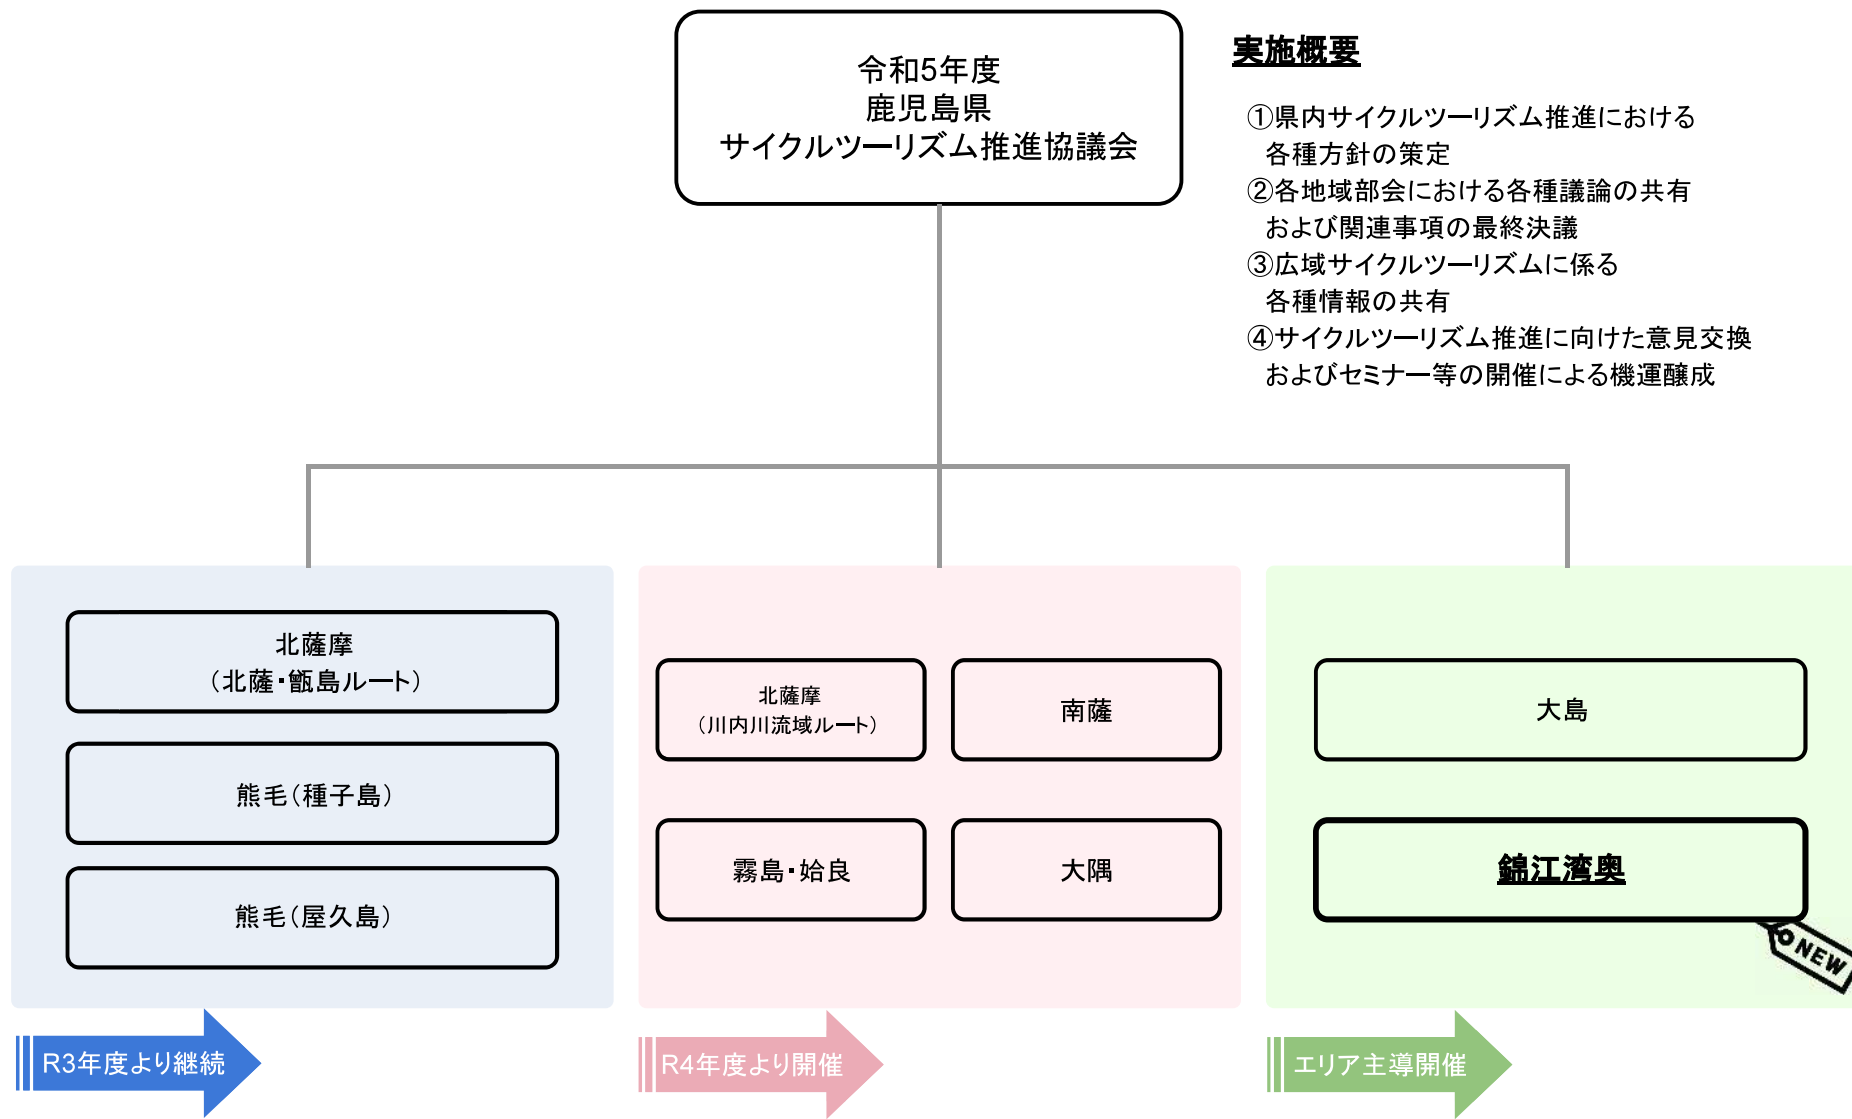 令和5年度
鹿児島県
サイクルツーリズム推進協議会
実施概要
①県内サイクルツーリズム推進における
各種方針の策定
②各地域部会における各種議論の共有
および関連事項の最終決議
③広域サイクルツーリズムに係る
各種情報の共有
④サイクルツーリズム推進に向けた意見交換
およびセミナー等の開催による機運醸成
北薩摩
（北薩・甑島ルート）
熊毛（種子島）
熊毛（屋久島）
北薩摩
（川内川流域ルート）
南薩
霧島・姶良
大隅
大島
錦江湾奥
NEW
R3年度より継続
R4年度より開催
エリア主導開催